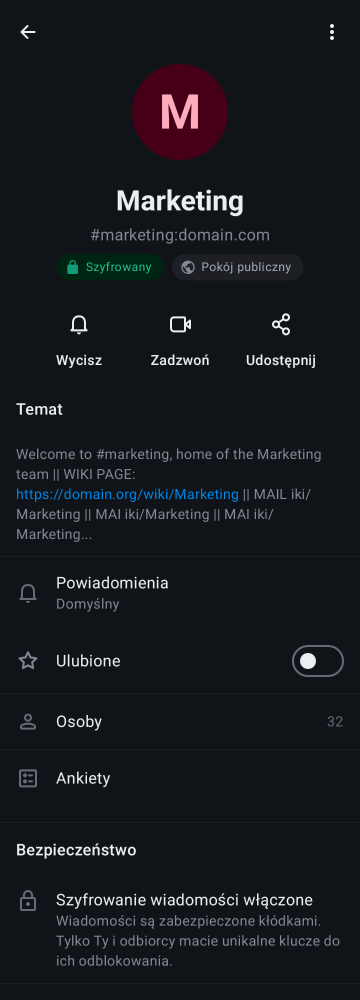 M
Marketing
#marketing:domain.com
Szyfrowany
Pokój publiczny
Wycisz
Zadzwoń
Udostępnij
Temat
Welcome to #marketing, home of the Marketing
team || WIKI PAGE:
https://domain.org/wiki/Marketing || MAIL iki/
Marketing || MAI iki/Marketing || MAI iki/
Marketing...
Powiadomienia
Domyślny
Ulubione
Osoby 32
Ankiety
Bezpieczeństwo
Szyfrowanie wiadomości włączone
Wiadomości są zabezpieczone kłódkami.
Tylko Ty i odbiorcy macie unikalne klucze do
ich odblokowania.